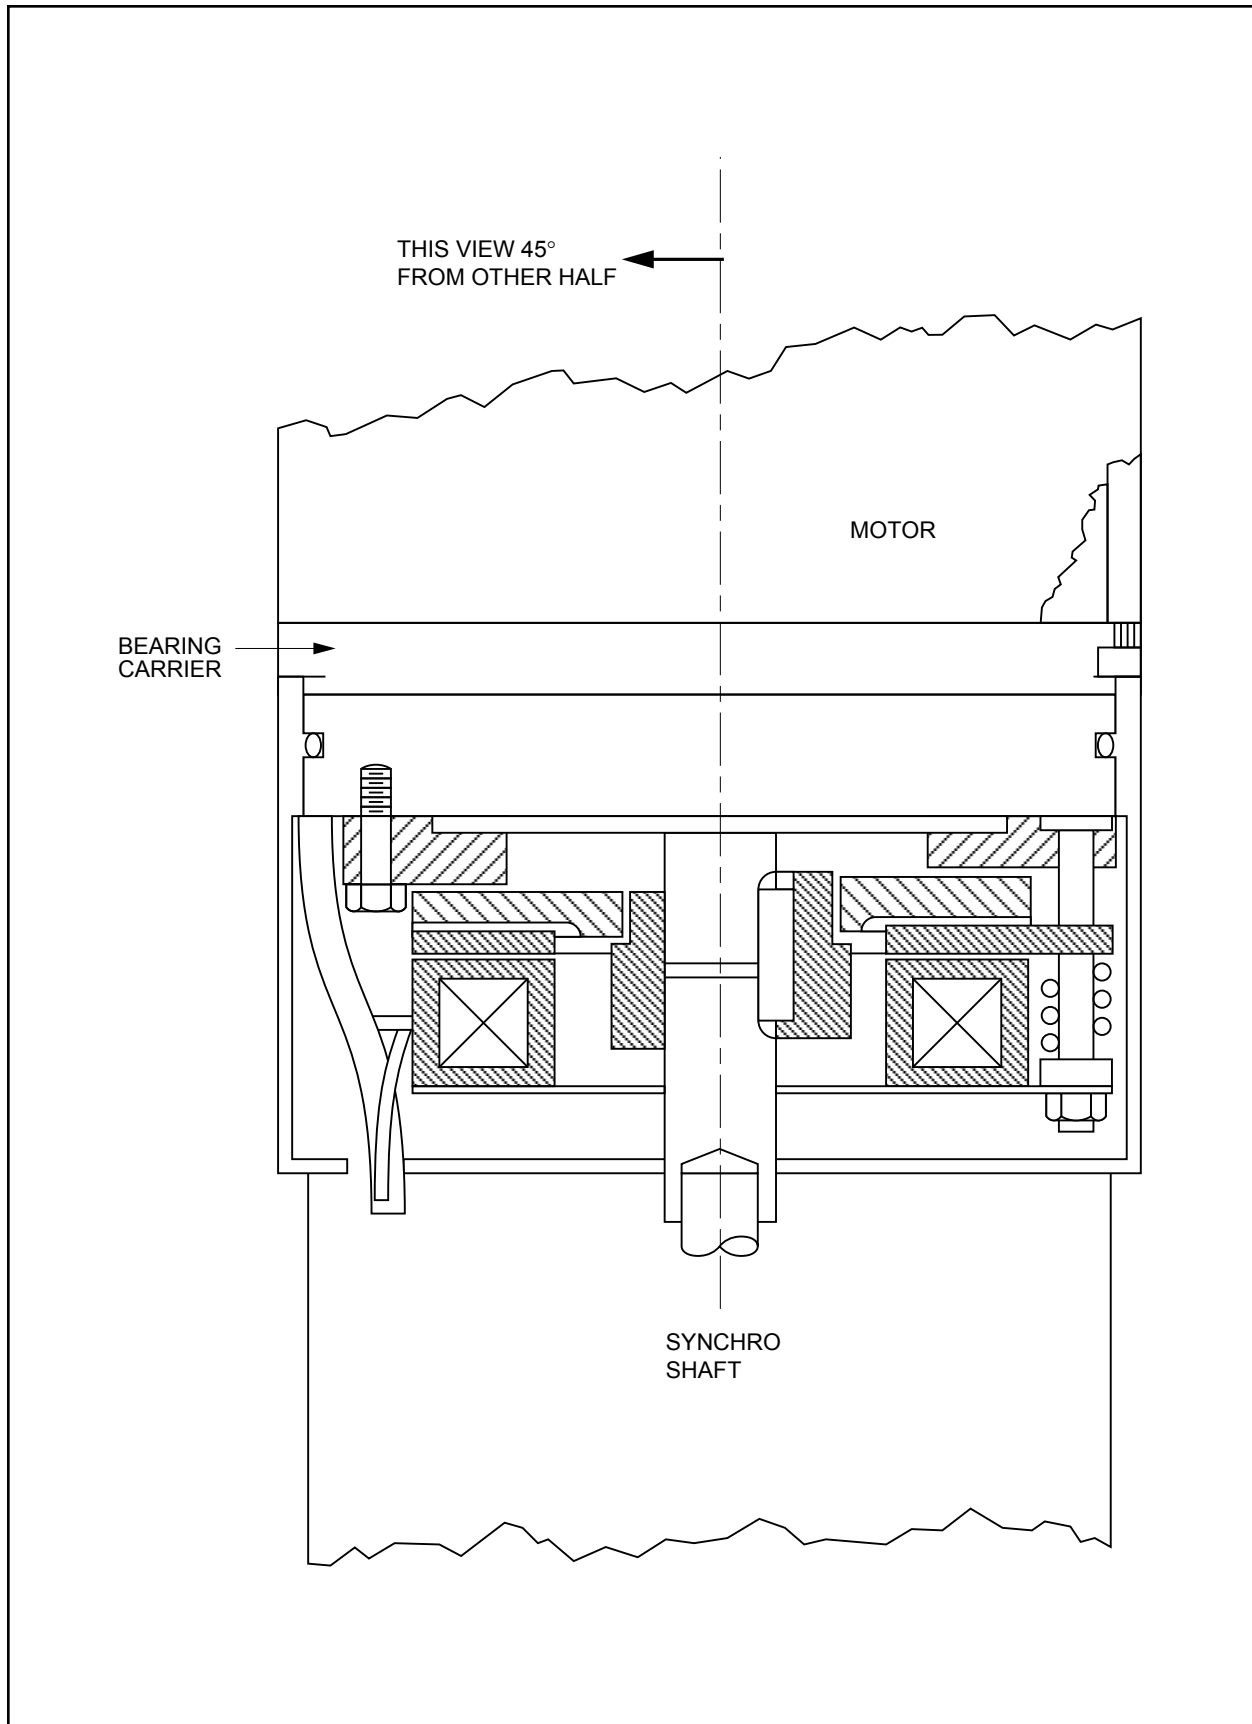 THIS VIEW 45°
FROM OTHER HALF
MOTOR
BEARING
CARRIER
SYNCHRO
SHAFT